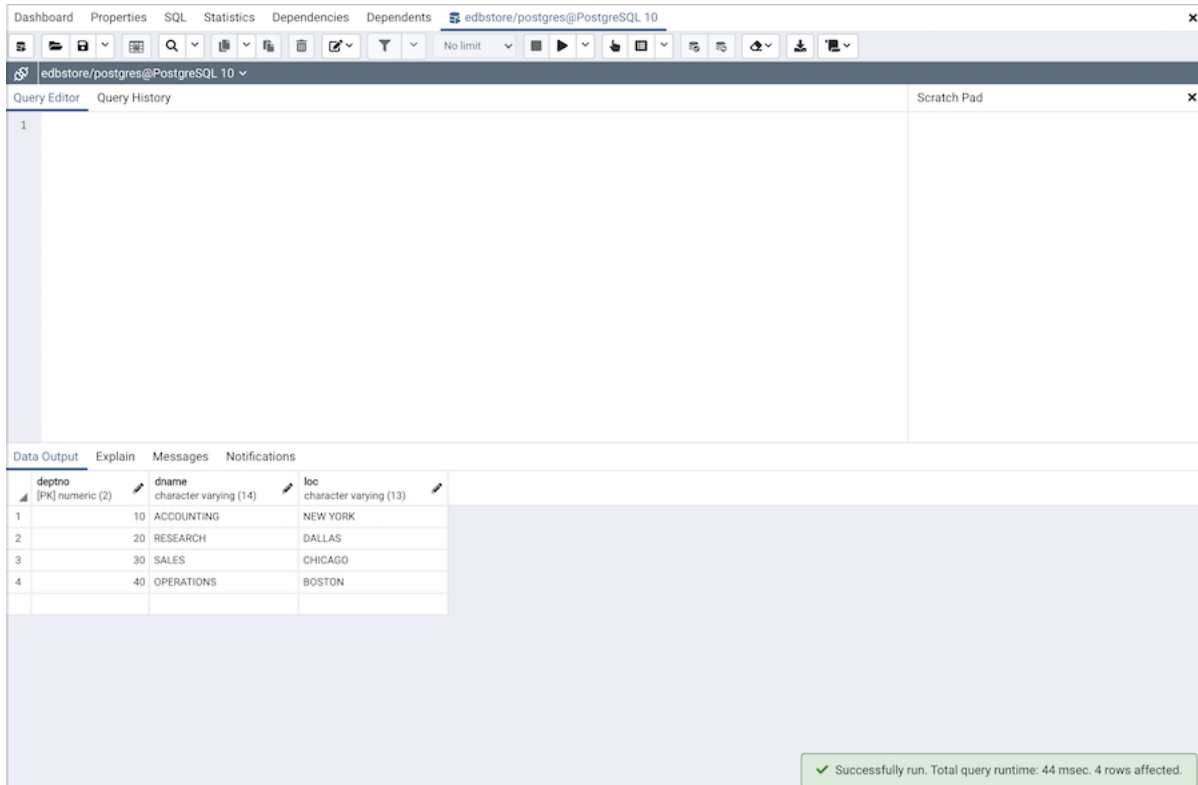 Dashboard Properties SQL Statistics Dependencies Dependents edbstore/postgres@PostgreSQL 10
No limit
edbstore/postgres@PostgreSQL 10
Query Editor Query History Scratch Pad
1
Data Output Explain Messages Notifications
deptno dname loc
[PK] numeric (2) character varying (14) character varying (13)
1 10 ACCOUNTING NEW YORK
2 20 RESEARCH DALLAS
3 30 SALES CHICAGO
4 40 OPERATIONS BOSTON
Successfully run. Total query runtime: 44 msec. 4 rows affected.